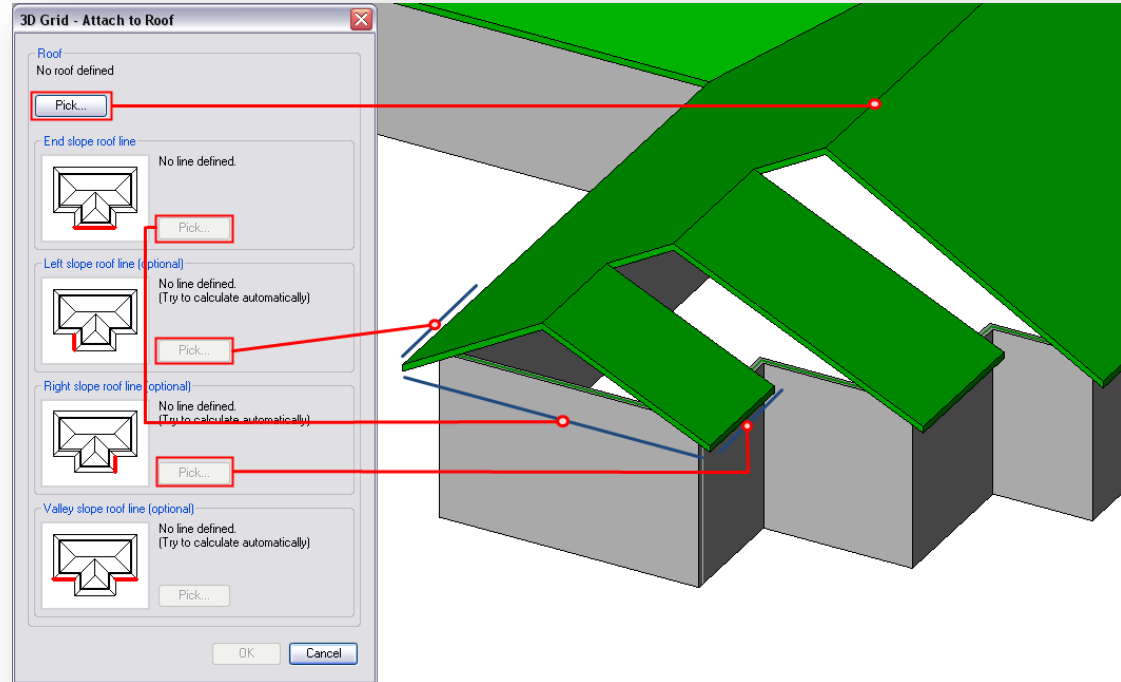 3D Grid - Attach to Roof
Roof
No roof defined
Pick...
End slope roof line
No line defined.
Pick...
Left slope roof line (optional)
No line defined.
(Try to calculate automatically)
Pick...
Right slope roof line (optional)
No line defined.
(Try to calculate automatically)
Pick...
Valley slope roof line (optional)
No line defined.
(Try to calculate automatically)
Pick...
OK
Cancel